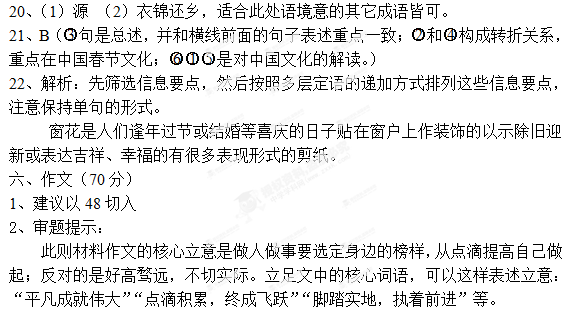 20、（1）源 （2）衣锦还乡，适合此处语境意的其它成语皆可。
21、B（❸句是总述，并和横线前面的句子表述重点一致；❷和❹构成转折关系，
重点在中国春节文化；❻❶❺是对中国文化的解读。）
22、解析：先筛选信息要点，然后按照多层定语的递加方式排列这些信息要点，
注意保持单句的形式。
窗花是人们逢年过节或结婚等喜庆的日子贴在窗户上作装饰的以示除旧迎
新或表达吉祥、幸福的有很多表现形式的剪纸。
六、作文（70分）
1、建议以 48 切入
2、审题提示：
此则材料作文的核心立意是做人做事要选定身边的榜样，从点滴提高自己做
起；反对的是好高骛远，不切实际。立足文中的核心词语，可以这样表述立意：
“平凡成就伟大”“点滴积累，终成飞跃”“脚踏实地，执着前进”等。